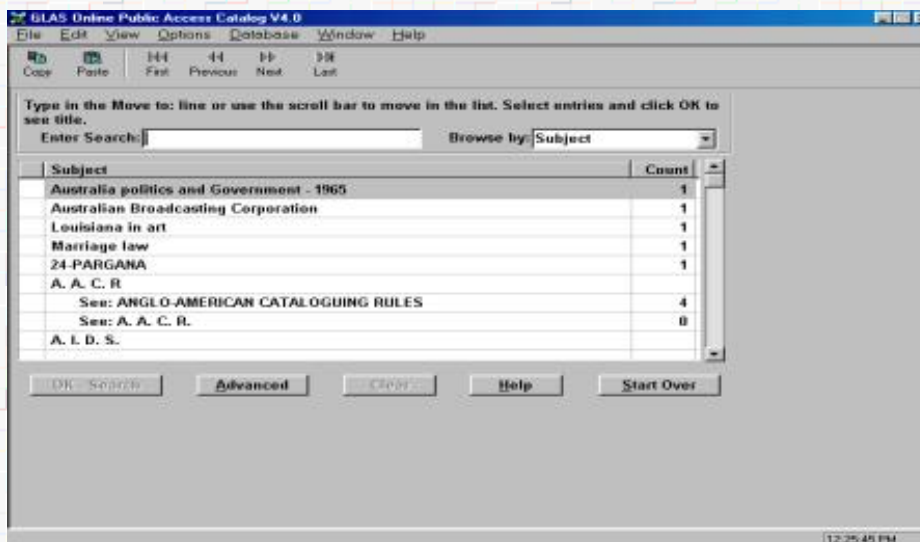 GLAS Online Public Access Catalog V4.0
File Edit View Options Database Window Help
Copy Paste First Previous Next Last
Type in the Move to: line or use the scroll bar to move in the list. Select entries and click OK to
see title.
Enter Search: Browse by: Subject
Subject Count
Australia politics and Government - 1965 1
Australian Broadcasting Corporation 1
Louisiana in art 1
Marriage law 1
24-PARGANA 1
A. A. C. R
See: ANGLO-AMERICAN CATALOGUING RULES 4
See: A. A. C. R. 0
A. I. D. S.
OK - Search Advanced Clear Help Start Over
12:25:45 PM